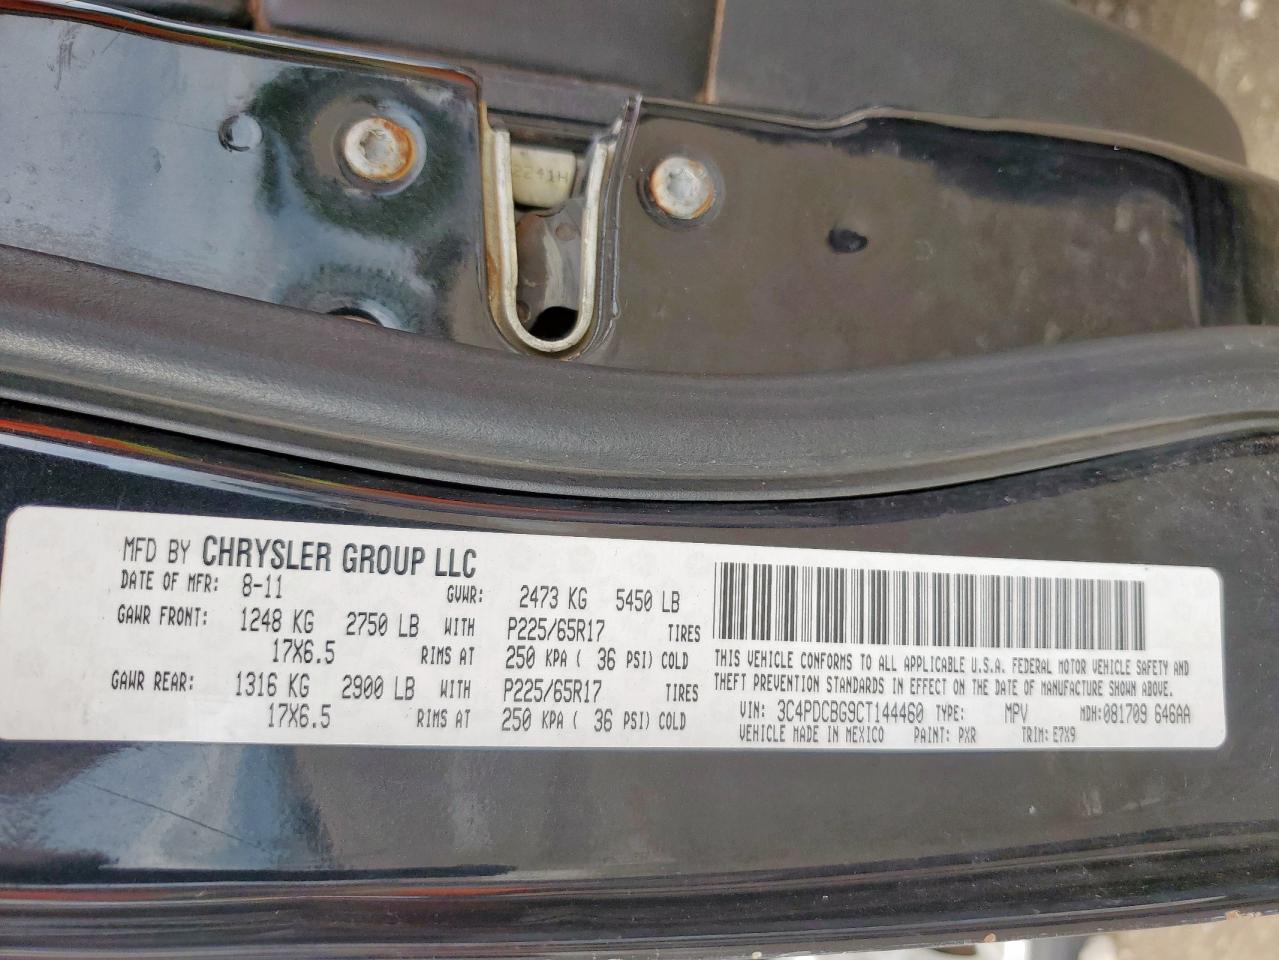 2241H
MFD BY CHRYSLER GROUP LLC
DATE OF MFR: 8-11 GVWR: 2473 KG 5450 LB
GAWR FRONT: 1248 KG 2750 LB WITH P225/65R17 TIRES
17X6.5 RIMS AT 250 KPA ( 36 PSI) COLD
GAWR REAR: 1316 KG 2900 LB WITH P225/65R17 TIRES
17X6.5 RIMS AT 250 KPA ( 36 PSI) COLD
THIS VEHICLE CONFORMS TO ALL APPLICABLE U.S.A. FEDERAL MOTOR VEHICLE SAFETY AND
THEFT PREVENTION STANDARDS IN EFFECT ON THE DATE OF MANUFACTURE SHOWN ABOVE.
VIN: 3C4PDCBG9CT144460 TYPE: MPV MDH:081709 646AA
VEHICLE MADE IN MEXICO PAINT: PXR TRIM: E7X9